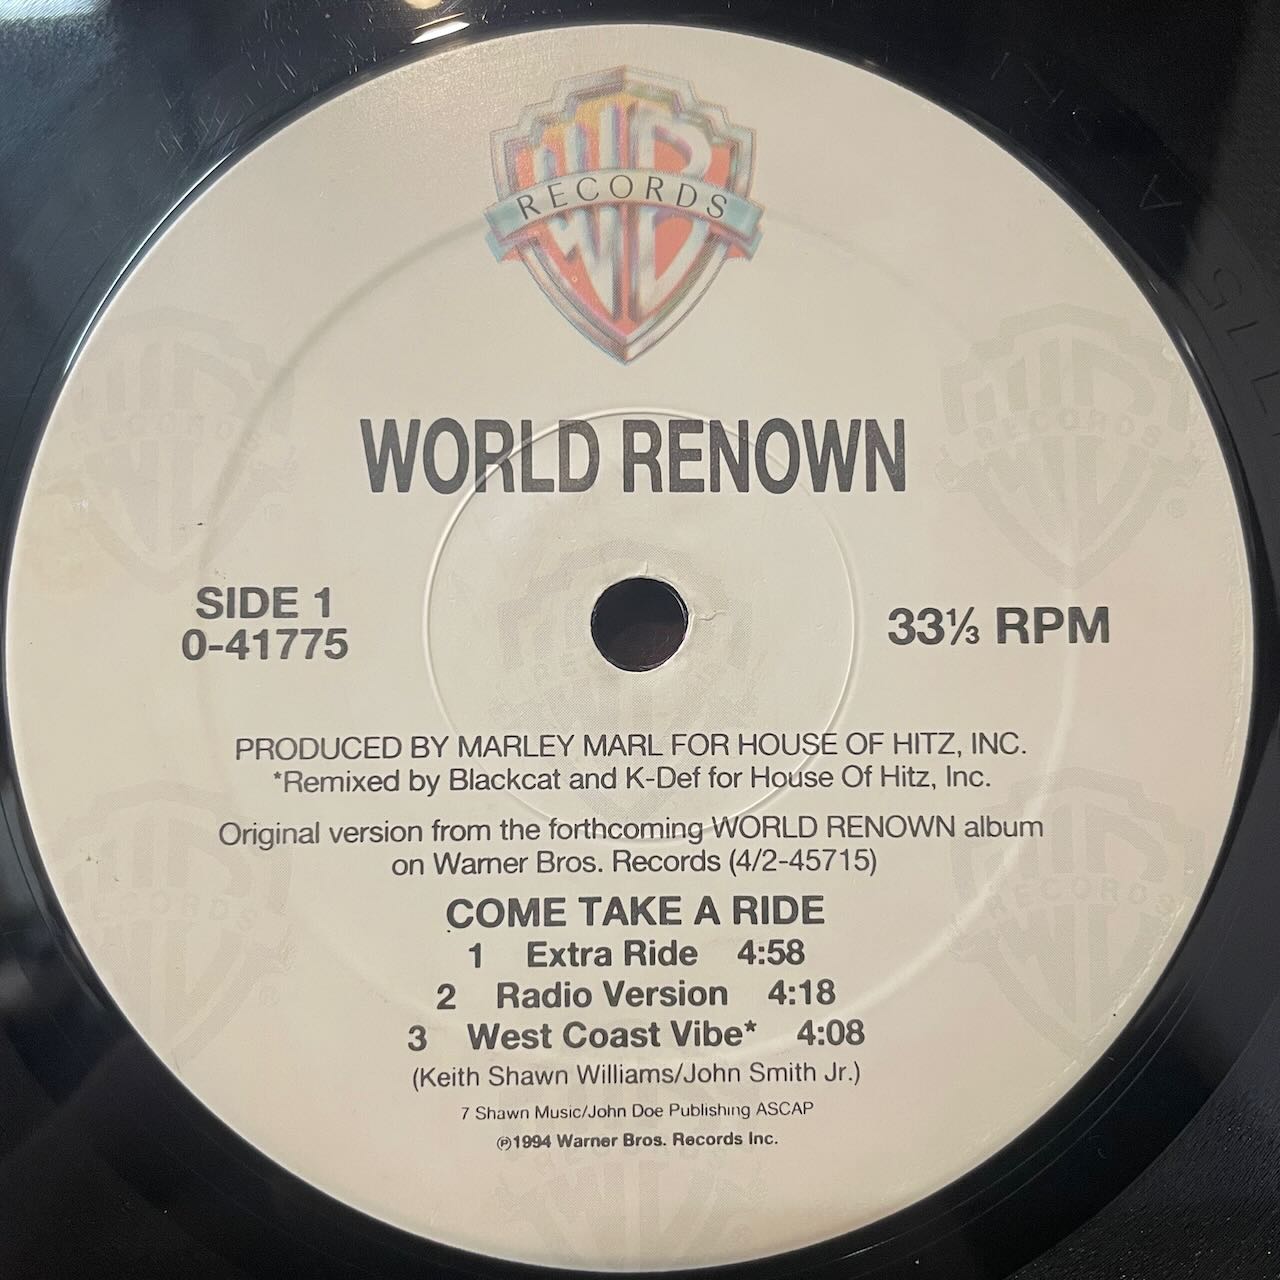 WB
RECORDS
WORLD RENOWN
SIDE 1
0-41775
33⅓ RPM
PRODUCED BY MARLEY MARL FOR HOUSE OF HITZ, INC.
*Remixed by Blackcat and K-Def for House Of Hitz, Inc.
Original version from the forthcoming WORLD RENOWN album
on Warner Bros. Records (4/2-45715)
COME TAKE A RIDE
1 Extra Ride 4:58
2 Radio Version 4:18
3 West Coast Vibe* 4:08
(Keith Shawn Williams/John Smith Jr.)
7 Shawn Music/John Doe Publishing ASCAP
℗1994 Warner Bros. Records Inc.